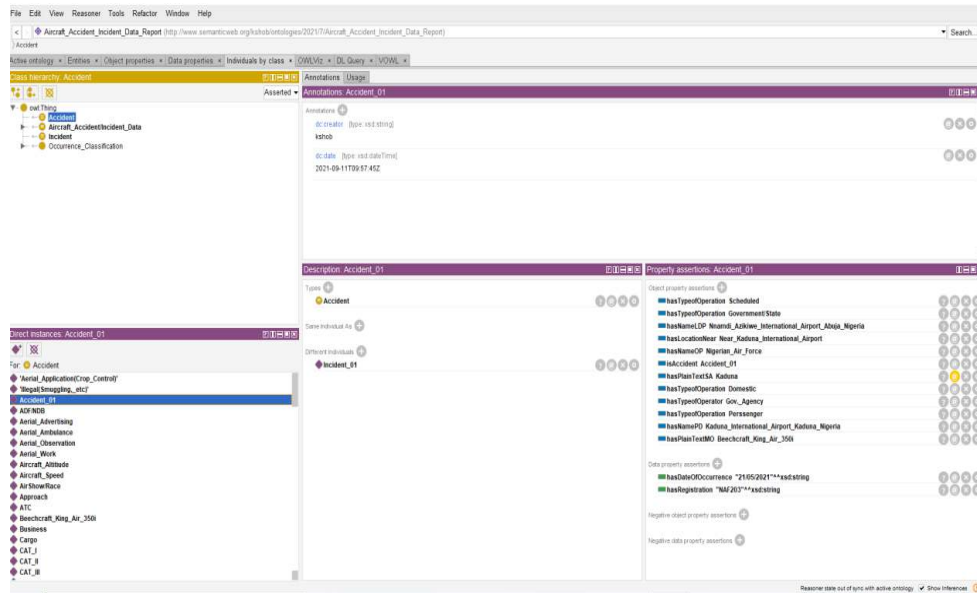 File Edit View Reasoner Tools Refactor Window Help
< Aircraft_Accident_Incident_Data_Report (http://www.semanticweb.org/kshob/ontologies/2021/7/Aircraft_Accident_Incident_Data_Report) Search...
Accident
Active ontology × Entities × Object properties × Data properties × Individuals by class × OWLViz × DL Query × VOWL ×
Class hierarchy: Accident
Asserted
owl:Thing
Accident
Aircraft_Accident/Incident_Data
Incident
Occurrence_Classification
Annotations Usage
Annotations: Accident_01
Annotations
dc:creator [type: xsd:string]
kshob
dc:date [type: xsd:dateTime]
2021-09-11T09:57:45Z
Direct instances: Accident_01
For: Accident
'Aerial_Application(Crop_Control)'
'Illegal(Smuggling,_etc)'
Accident_01
ADF/NDB
Aerial_Advertising
Aerial_Ambulance
Aerial_Observation
Aerial_Work
Aircraft_Altitude
Aircraft_Speed
AirShow/Race
Approach
ATC
Beechcraft_King_Air_350i
Business
Cargo
CAT_I
CAT_II
CAT_III
Description: Accident_01
Types
Accident
Same Individual As
Different Individuals
Incident_01
Property assertions: Accident_01
Object property assertions
hasTypeofOperation Scheduled
hasTypeofOperation Government/State
hasNameLDP Nnamdi_Azikiwe_International_Airport_Abuja_Nigeria
hasLocationNear Near_Kaduna_International_Airport
hasNameOP Nigerian_Air_Force
isAccident Accident_01
hasPlainTextSA Kaduna
hasTypeofOperation Domestic
hasTypeofOperator Gov._Agency
hasTypeofOperation Perssenger
hasNamePD Kaduna_International_Airport_Kaduna_Nigeria
hasPlainTextMO Beechcraft_King_Air_350i
Data property assertions
hasDateOfOccurrence "21/05/2021"^^xsd:string
hasRegistration "NAF203"^^xsd:string
Negative object property assertions
Negative data property assertions
Reasoner state out of sync with active ontology Show Inferences